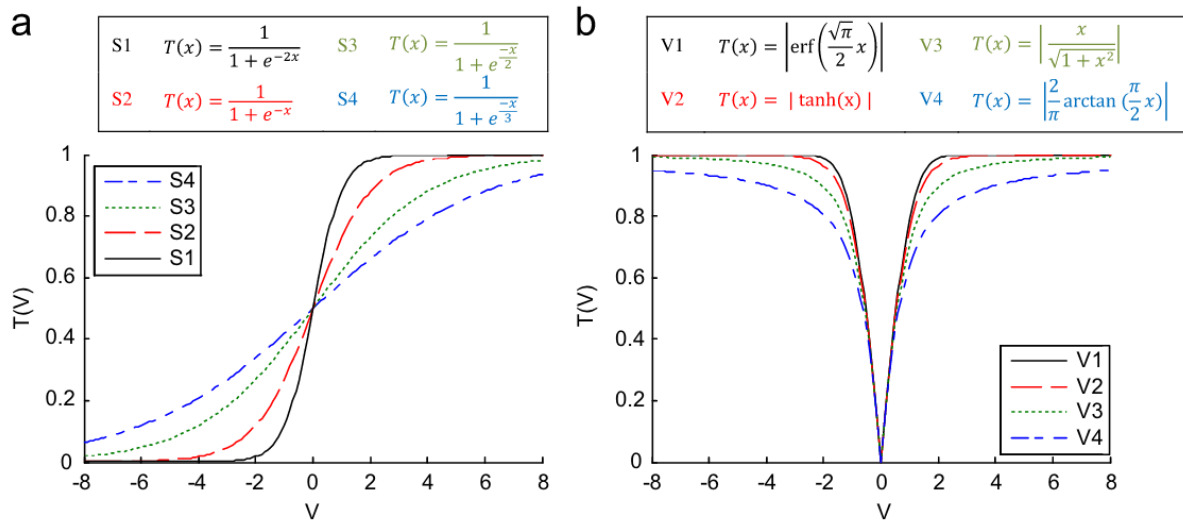 a
S1 T(x) = 1/(1 + e^{-2x}) S3 T(x) = 1/(1 + e^{-x/2})
S2 T(x) = 1/(1 + e^{-x}) S4 T(x) = 1/(1 + e^{-x/3})
1
0.8
0.6
0.4
0.2
0
T(V)
S4
S3
S2
S1
-8 -6 -4 -2 0 2 4 6 8
V
b
V1 T(x) = |erf(√π/2 x)| V3 T(x) = |x/√(1 + x²)|
V2 T(x) = | tanh(x) | V4 T(x) = |2/π arctan (π/2 x)|
1
0.8
0.6
0.4
0.2
0
T(V)
V1
V2
V3
V4
-8 -6 -4 -2 0 2 4 6 8
V